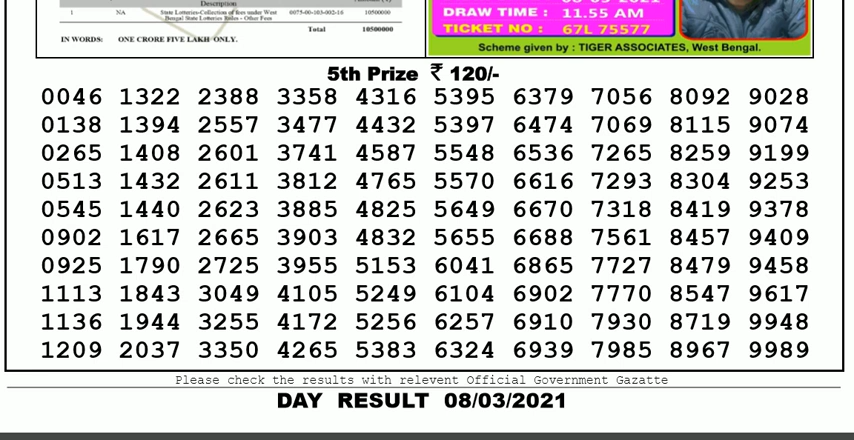 Description
1 NA State Lotteries-Collection of fees under West 0075-00-103-002-16 10500000
Bengal State Lotteries Rules - Other Fees
Total 10500000
IN WORDS: ONE CRORE FIVE LAKH ONLY.
08-03-2021
DRAW TIME : 11.55 AM
TICKET NO : 67L 75577
Scheme given by : TIGER ASSOCIATES, West Bengal.
5th Prize ₹ 120/-
0046 1322 2388 3358 4316 5395 6379 7056 8092 9028
0138 1394 2557 3477 4432 5397 6474 7069 8115 9074
0265 1408 2601 3741 4587 5548 6536 7265 8259 9199
0513 1432 2611 3812 4765 5570 6616 7293 8304 9253
0545 1440 2623 3885 4825 5649 6670 7318 8419 9378
0902 1617 2665 3903 4832 5655 6688 7561 8457 9409
0925 1790 2725 3955 5153 6041 6865 7727 8479 9458
1113 1843 3049 4105 5249 6104 6902 7770 8547 9617
1136 1944 3255 4172 5256 6257 6910 7930 8719 9948
1209 2037 3350 4265 5383 6324 6939 7985 8967 9989
Please check the results with relevent Official Government Gazatte
DAY RESULT 08/03/2021